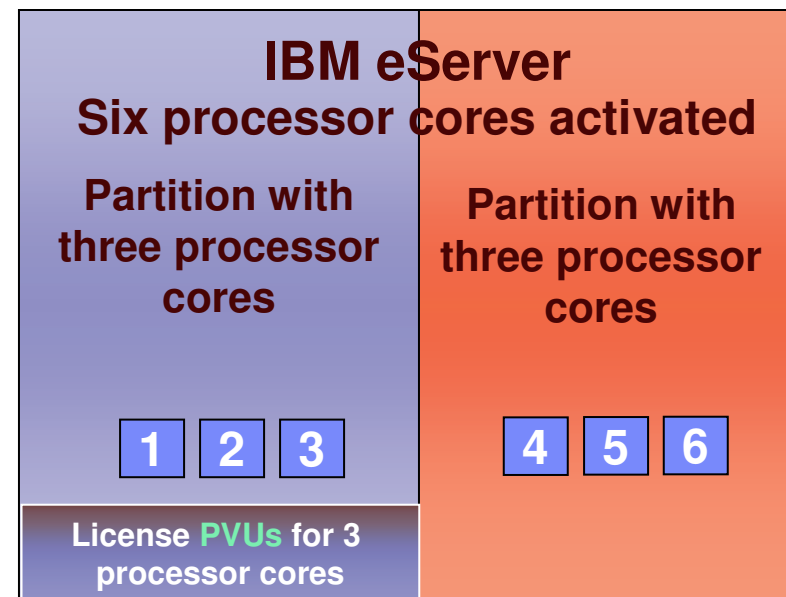 IBM eServer
Six processor cores activated
Partition with
three processor
cores
Partition with
three processor
cores
1 2 3
4 5 6
License PVUs for 3
processor cores